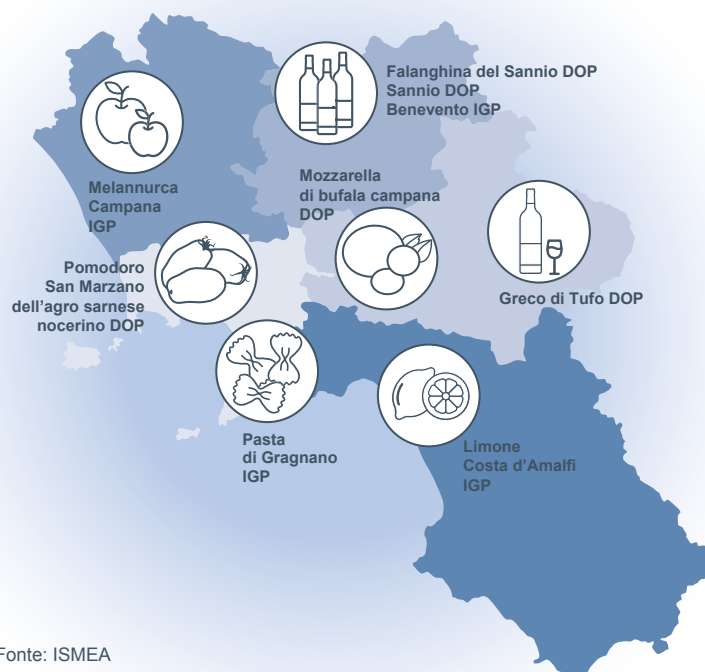 Falanghina del Sannio DOP
Sannio DOP
Benevento IGP
Mozzarella
di bufala campana
DOP
Melannurca
Campana
IGP
Pomodoro
San Marzano
dell'agro sarnese
nocerino DOP
Greco di Tufo DOP
Pasta
di Gragnano
IGP
Limone
Costa d'Amalfi
IGP
Fonte: ISMEA